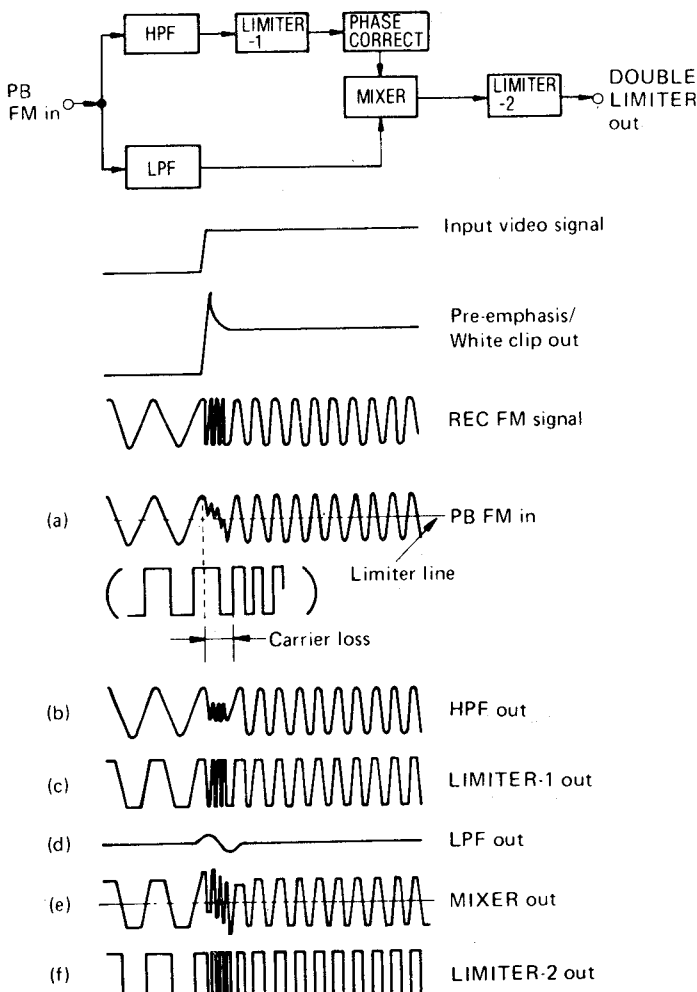 HPF
LIMITER
-1
PHASE
CORRECT
PB
FM in
MIXER
LIMITER
-2
DOUBLE
LIMITER
out
LPF
Input video signal
Pre-emphasis/
White clip out
REC FM signal
(a)
PB FM in
Limiter line
Carrier loss
(b)
HPF out
(c)
LIMITER-1 out
(d)
LPF out
(e)
MIXER out
(f)
LIMITER-2 out